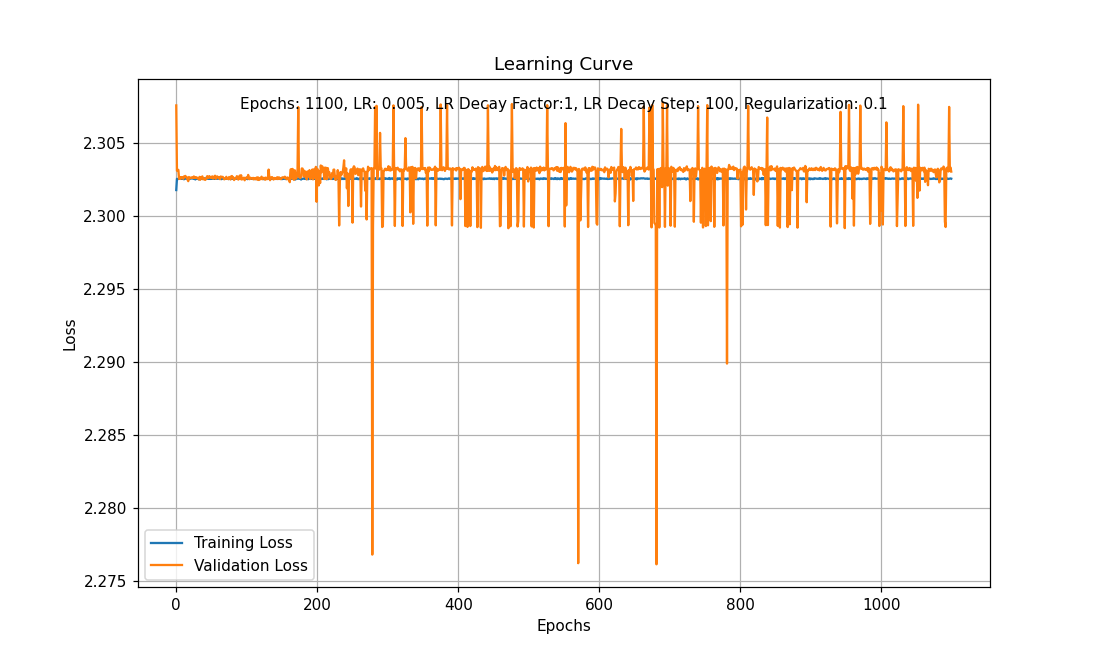 Learning Curve
Epochs: 1100, LR: 0.005, LR Decay Factor:1, LR Decay Step: 100, Regularization: 0.1
2.305
2.300
2.295
2.290
2.285
2.280
2.275
Loss
Training Loss
Validation Loss
0 200 400 600 800 1000
Epochs